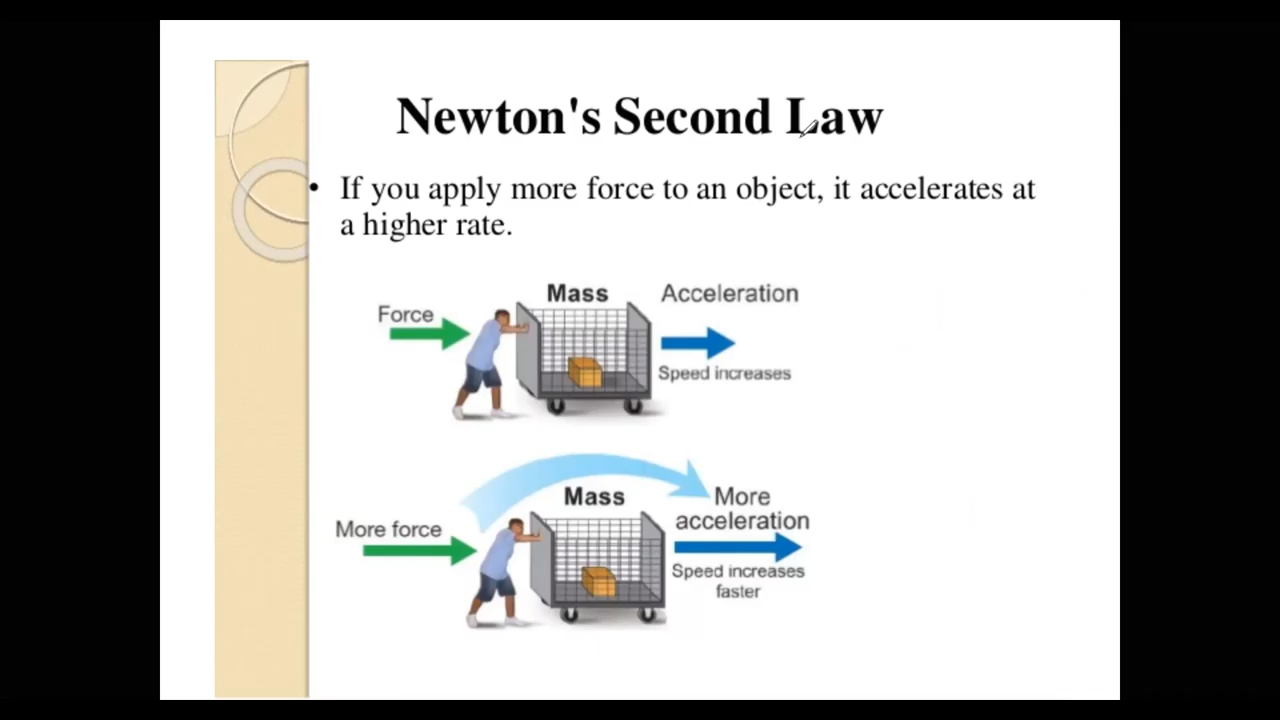 Newton's Second Law
• If you apply more force to an object, it accelerates at
a higher rate.
Mass
Acceleration
Force
Speed increases
Mass
More
acceleration
More force
Speed increases
faster